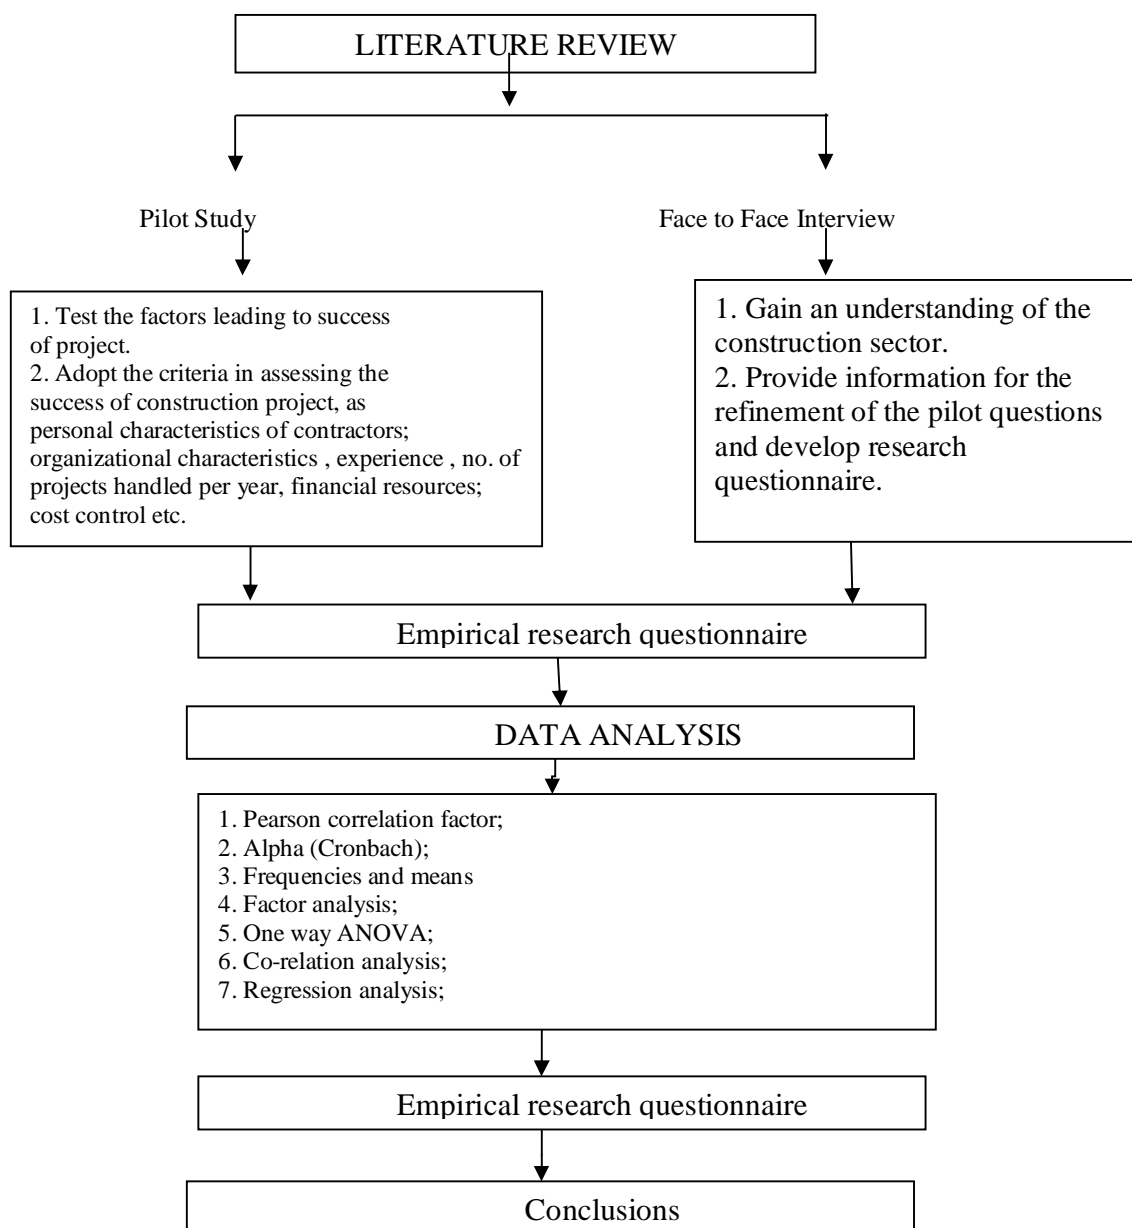 LITERATURE REVIEW
Pilot Study
Face to Face Interview
1. Test the factors leading to success
of project.
2. Adopt the criteria in assessing the
success of construction project, as
personal characteristics of contractors;
organizational characteristics , experience , no. of
projects handled per year, financial resources;
cost control etc.
1. Gain an understanding of the
construction sector.
2. Provide information for the
refinement of the pilot questions
and develop research
questionnaire.
Empirical research questionnaire
DATA ANALYSIS
1. Pearson correlation factor;
2. Alpha (Cronbach);
3. Frequencies and means
4. Factor analysis;
5. One way ANOVA;
6. Co-relation analysis;
7. Regression analysis;
Empirical research questionnaire
Conclusions